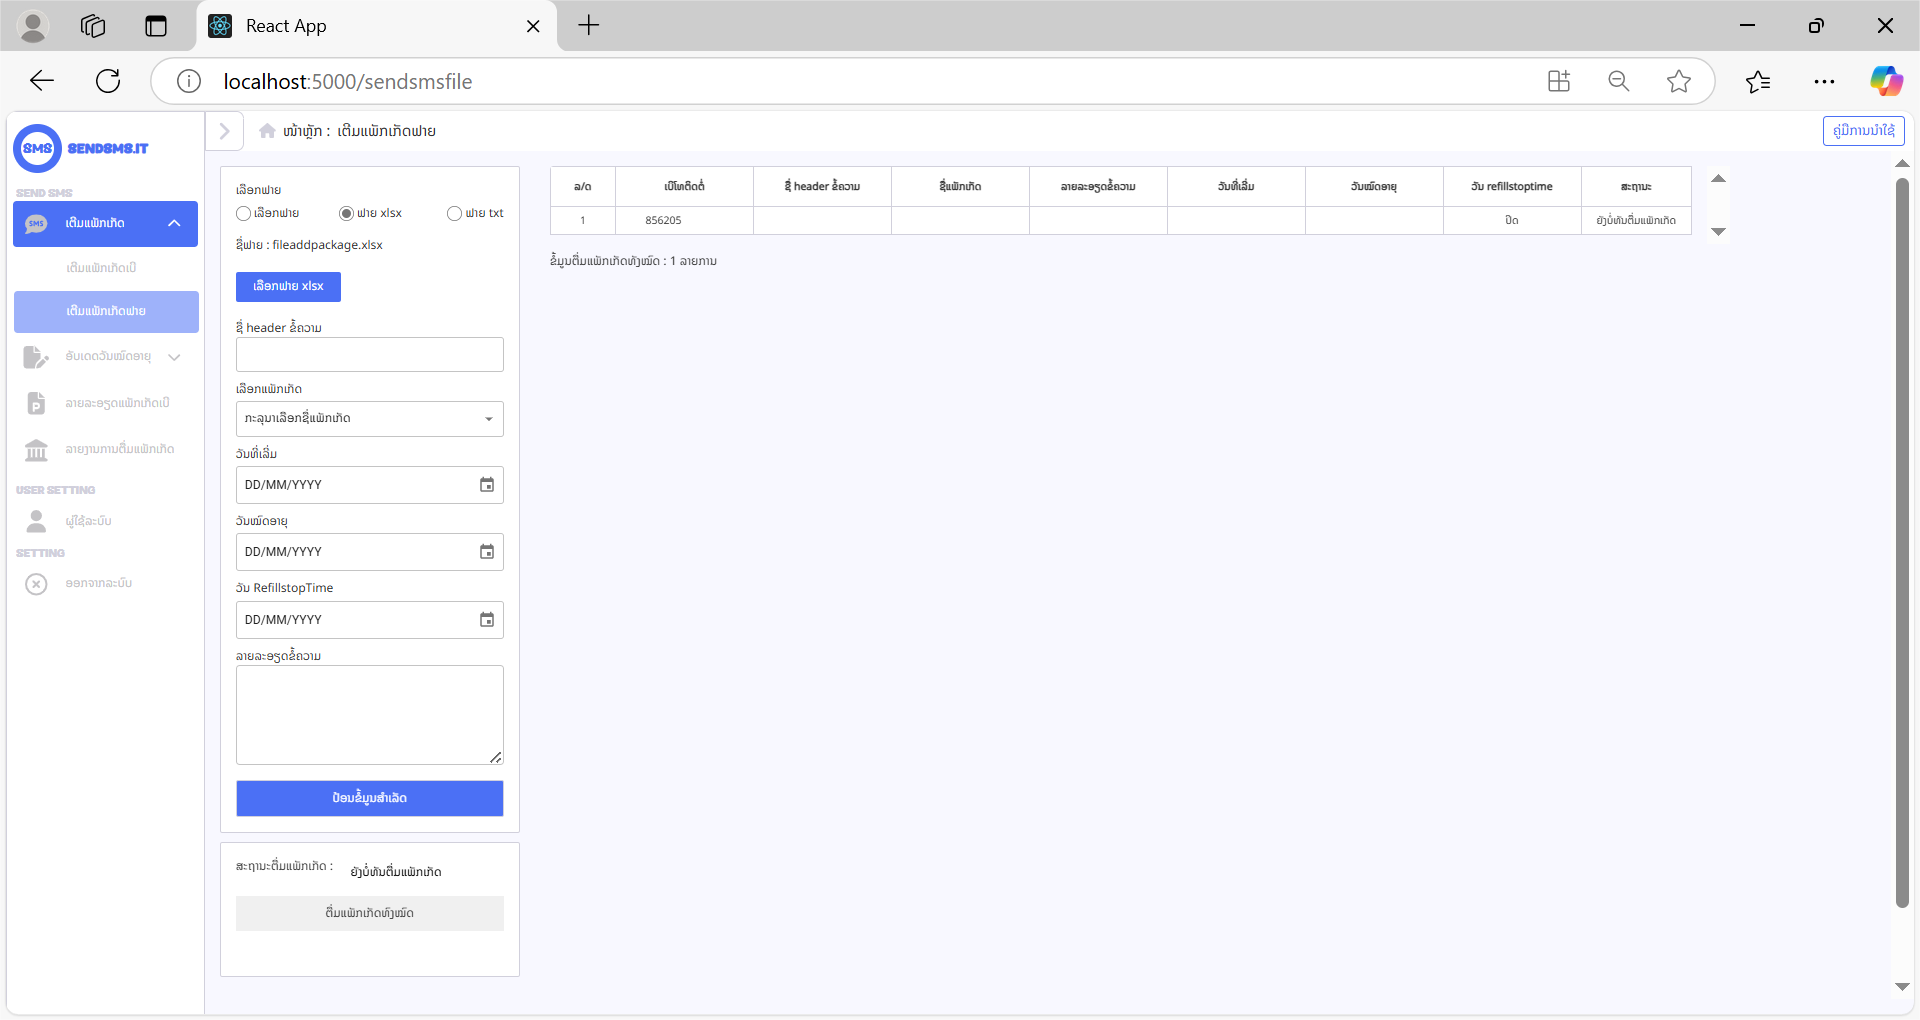 React App
localhost:5000/sendsmsfile
SMS SENDSMS.IT
SEND SMS
SMS ເຕີມແພັກເກັດ
ເຕີມແພັກເກັດເບີ
ເຕີມແພັກເກັດຟາຍ
ອັບເດດວັນໝົດອາຍຸ
ລາຍລະອຽດແພັກເກັດເບີ
ລາຍງານການຕື່ມແພັກເກັດ
USER SETTING
ຜູ້ໃຊ້ລະບົບ
SETTING
ອອກຈາກລະບົບ
ໜ້າຫຼັກ : ເຕີມແພັກເກັດຟາຍ
ຄູ່ມືການນຳໃຊ້
ເລືອກຟາຍ
ເລືອກຟາຍ ຟາຍ xlsx ຟາຍ txt
ຊື່ຟາຍ : fileaddpackage.xlsx
ເລືອກຟາຍ xlsx
ຊື່ header ຂໍ້ຄວາມ
ເລືອກແພັກເກັດ
ກະລຸນາເລືອກຊື່ແພັກເກັດ
ວັນທີ່ເລີ່ມ
DD/MM/YYYY
ວັນໝົດອາຍຸ
DD/MM/YYYY
ວັນ RefillstopTime
DD/MM/YYYY
ລາຍລະອຽດຂໍ້ຄວາມ
ປ້ອນຂໍ້ມູນສຳເລັດ
ສະຖານະຕື່ມແພັກເກັດ : ຍັງບໍ່ທັນຕື່ມແພັກເກັດ
ຕື່ມແພັກເກັດທັງໝົດ
ລ/ດ ເບີໂທຕິດຕໍ່ ຊື່ header ຂໍ້ຄວາມ ຊື່ແພັກເກັດ ລາຍລະອຽດຂໍ້ຄວາມ ວັນທີ່ເລີ່ມ ວັນໝົດອາຍຸ ວັນ refillstoptime ສະຖານະ
1 856205 ປິດ ຍັງບໍ່ທັນຕື່ມແພັກເກັດ
ຂໍ້ມູນຕື່ມແພັກເກັດທັງໝົດ : 1 ລາຍການ